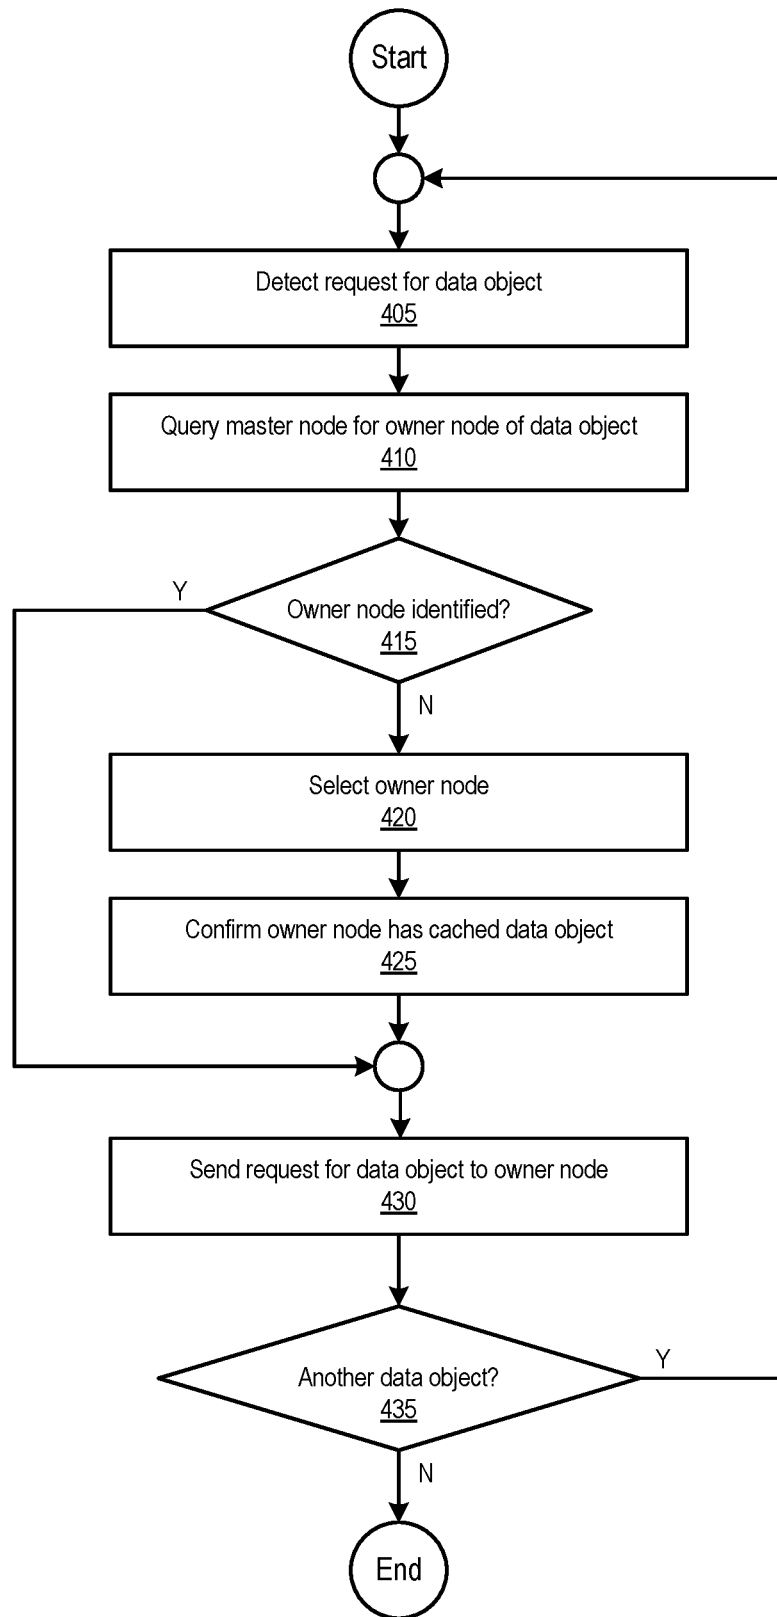 Start
Detect request for data object
405
Query master node for owner node of data object
410
Y
Owner node identified?
415
N
Select owner node
420
Confirm owner node has cached data object
425
Send request for data object to owner node
430
Y
Another data object?
435
N
End